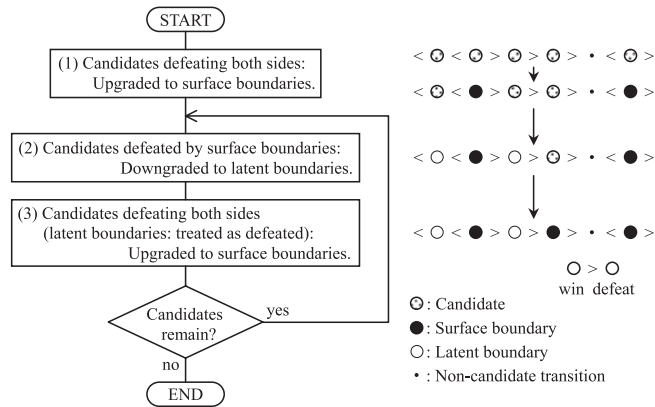 START
(1) Candidates defeating both sides:
Upgraded to surface boundaries.
(2) Candidates defeated by surface boundaries:
Downgraded to latent boundaries.
(3) Candidates defeating both sides
(latent boundaries: treated as defeated):
Upgraded to surface boundaries.
Candidates
remain?
yes
no
END
< < > > • <
< < > > > • <
< < > > • <
< < > > • <
>
win defeat
: Candidate
: Surface boundary
: Latent boundary
• : Non-candidate transition